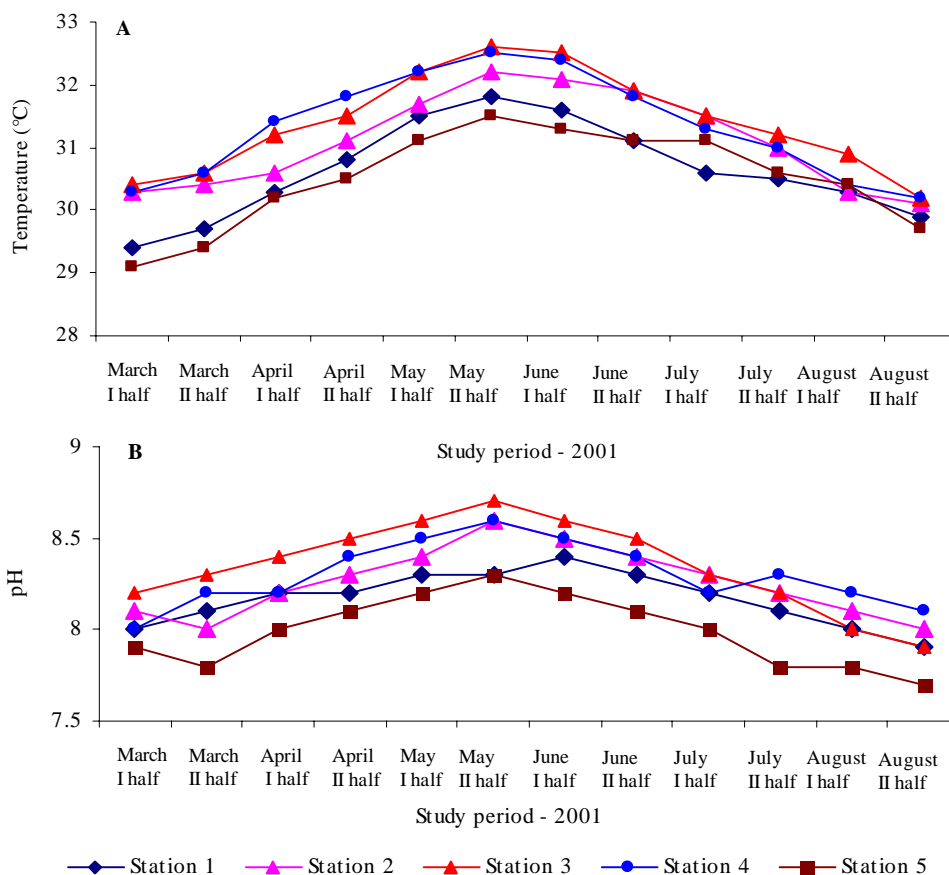 A
Temperature (°C)
33
32
31
30
29
28
March March April April May May June June July July August August
I half II half I half II half I half II half I half II half I half II half I half II half
Study period - 2001
B
pH
9
8.5
8
7.5
March March April April May May June June July July August August
I half II half I half II half I half II half I half II half I half II half I half II half
Study period - 2001
Station 1 Station 2 Station 3 Station 4 Station 5